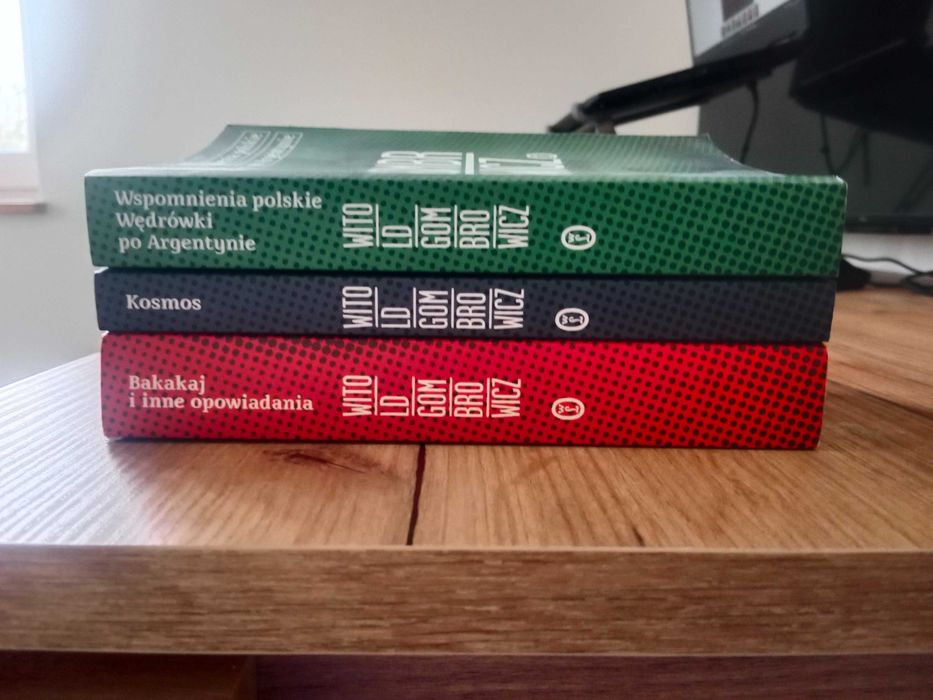 Wspomnienia polskie
Wędrówki
po Argentynie
WITO
LD
GOM
BRO
WICZ
Kosmos
WITO
LD
GOM
BRO
WICZ
Bakakaj
i inne opowiadania
WITO
LD
GOM
BRO
WICZ